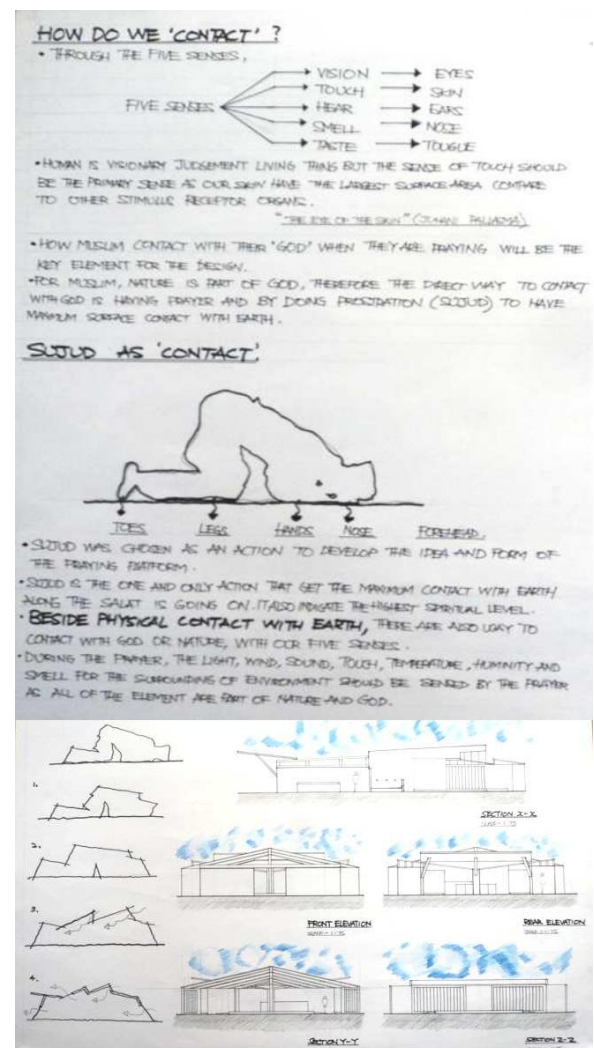 HOW DO WE 'CONTACT' ?
• THROUGH THE FIVE SENSES,
FIVE SENSES
VISION EYES
TOUCH SKIN
HEAR EARS
SMELL NOSE
TASTE TOUGUE
• HUMAN IS VISIONARY JUDGEMENT LIVING THING BUT THE SENSE OF TOUCH SHOULD
BE THE PRIMARY SENSE AS OUR SKIN HAVE THE LARGEST SURFACE AREA COMPARE
TO OTHER STIMULUS RECEPTOR ORGANS.
"THE EYE OF THE SKIN" (JUHANI PALLASMA)
• HOW MUSLIM CONTACT WITH THEIR 'GOD' WHEN THEY ARE PRAYING WILL BE THE
KEY ELEMENT FOR THE DESIGN.
• FOR MUSLIM, NATURE IS PART OF GOD, THEREFORE THE DIRECT WAY TO CONTACT
WITH GOD IS HAVING PRAYER AND BY DOING PROSTRATION (SUJUD) TO HAVE
MAXIMUM SURFACE CONTACT WITH EARTH.
SUJUD AS 'CONTACT'
TOES LEGS HANDS NOSE FOREHEAD.
• SUJUD WAS CHOSEN AS AN ACTION TO DEVELOP THE IDEA AND FORM OF
THE PRAYING PLATFORM.
• SUJUD IS THE ONE AND ONLY ACTION THAT GET THE MAXIMUM CONTACT WITH EARTH
ALONG THE SALAT IS GOING ON. IT ALSO INDICATE THE HIGHEST SPIRITUAL LEVEL.
• BESIDE PHYSICAL CONTACT WITH EARTH, THERE ARE ALSO WAY TO
CONTACT WITH GOD OR NATURE, WITH OUR FIVE SENSES.
• DURING THE PRAYER, THE LIGHT, WIND, SOUND, TOUCH, TEMPERATURE, HUMINITY AND
SMELL FOR THE SURROUNDING OF ENVIRONMENT SHOULD BE SENSED BY THE PRAYER
AS ALL OF THE ELEMENT ARE PART OF NATURE AND GOD.
1.
SECTION X-X
2.
3.
FRONT ELEVATION
REAR ELEVATION
4.
SECTION Y-Y
SECTION Z-Z